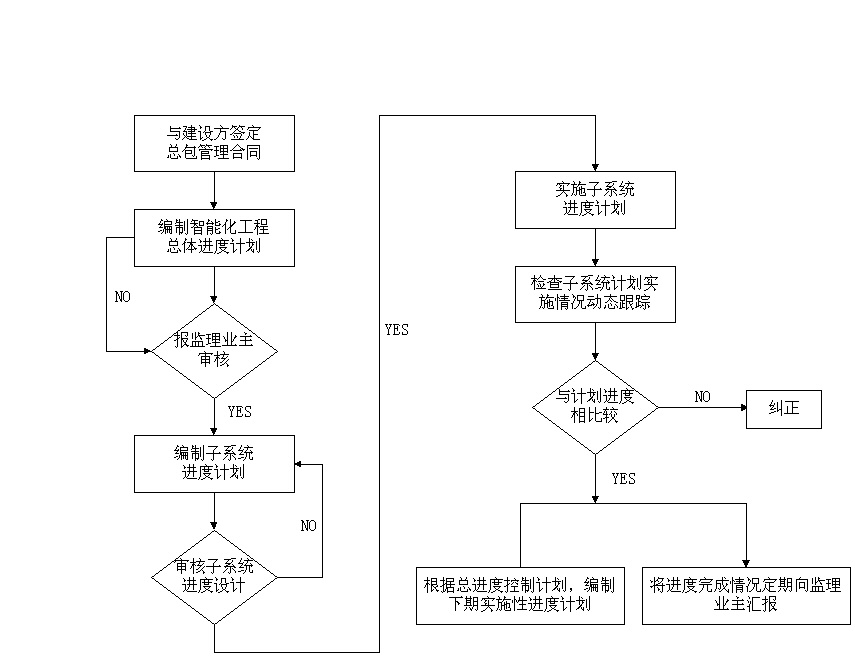 与建设方签定
总包管理合同
编制智能化工程
总体进度计划
NO
报监理业主
审核
YES
编制子系统
进度计划
NO
审核子系统
进度设计
YES
实施子系统
进度计划
检查子系统计划实
施情况动态跟踪
与计划进度
相比较
NO
纠正
YES
根据总进度控制计划，编制
下期实施性进度计划
将进度完成情况定期向监理
业主汇报